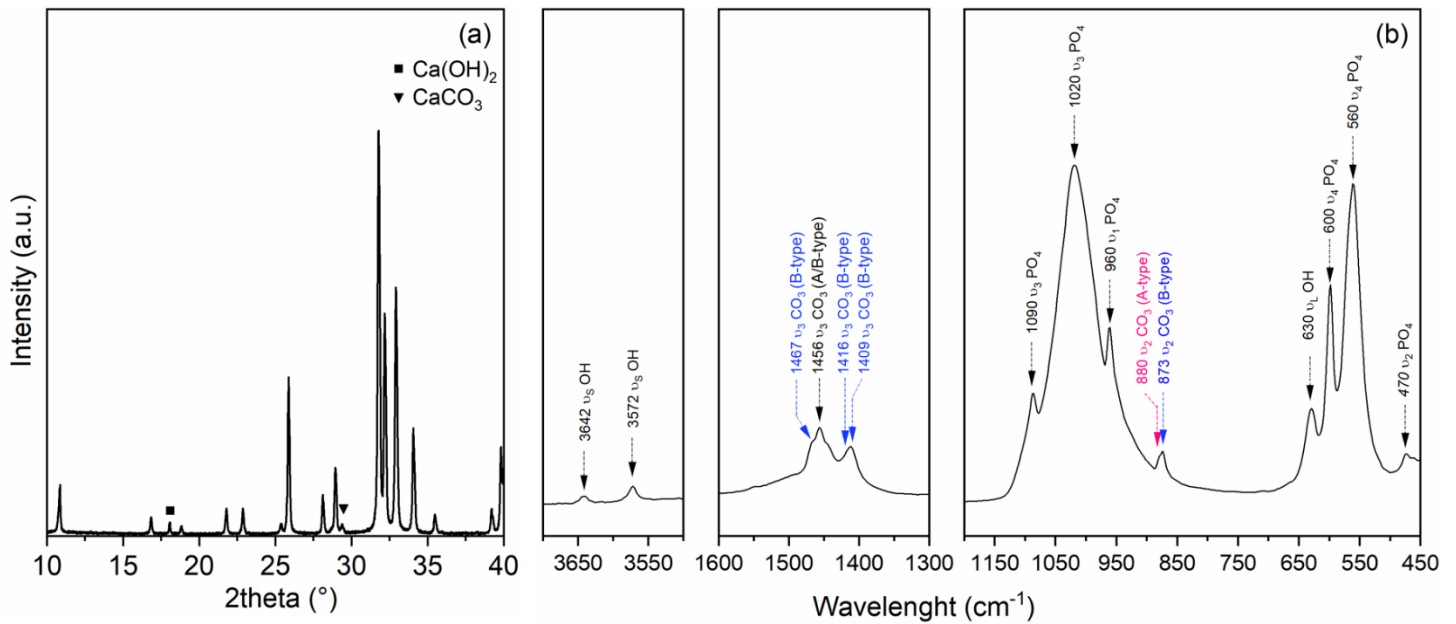 (a)
■ Ca(OH)₂
▼ CaCO₃
Intensity (a.u.)
10 15 20 25 30 35 40
2theta (°)
(b)
3642 υS OH
3572 υS OH
1467 υ₃ CO₃ (B-type)
1456 υ₃ CO₃ (A/B-type)
1416 υ₃ CO₃ (B-type)
1409 υ₃ CO₃ (B-type)
1090 υ₃ PO₄
1020 υ₃ PO₄
960 υ₁ PO₄
880 υ₂ CO₃ (A-type)
873 υ₂ CO₃ (B-type)
630 υL OH
600 υ₄ PO₄
560 υ₄ PO₄
470 υ₂ PO₄
3650 3550
1600 1500 1400 1300
1150 1050 950 850 750 650 550 450
Wavelenght (cm⁻¹)